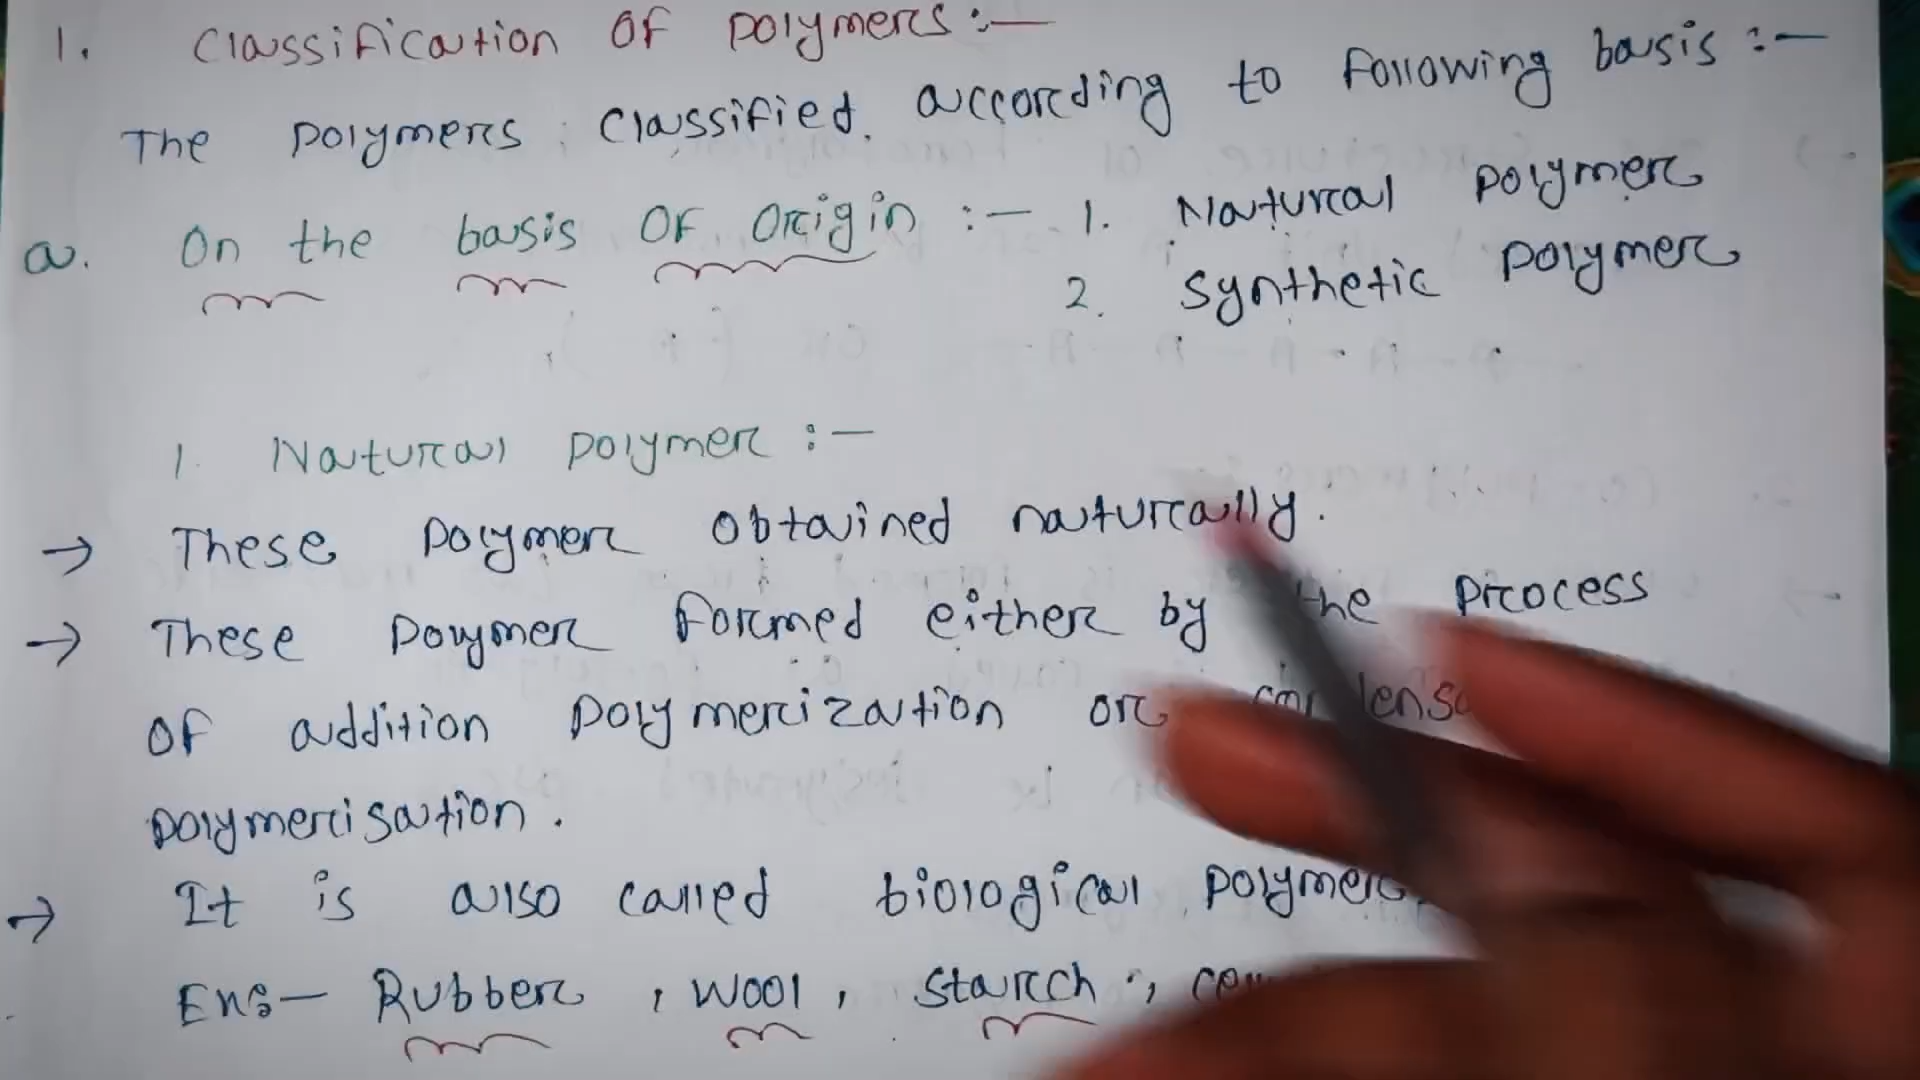 1. Classification of polymers :-
The polymers classified according to following basis :-
a. On the basis of origin :- 1. Natural polymer
2. Synthetic polymer
1. Natural polymer :-
→ These polymer obtained naturally.
→ These polymer formed either by the process
of addition polymerization or
polymerisation.
→ It is also called biological polymer
Exs- Rubber, wool, starch,